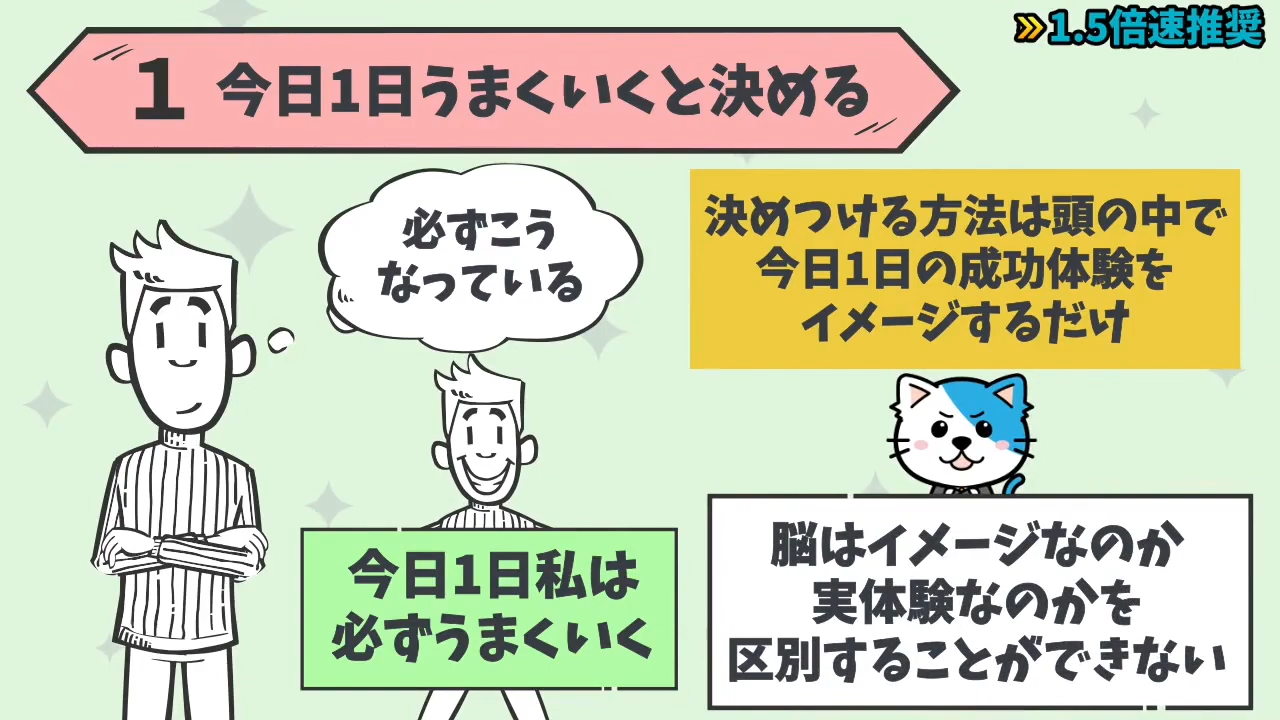 1.5倍速推奨
1 今日1日うまくいくと決める
必ずこう
なっている
決めつける方法は頭の中で
今日1日の成功体験を
イメージするだけ
今日1日私は
必ずうまくいく
脳はイメージなのか
実体験なのかを
区別することができない